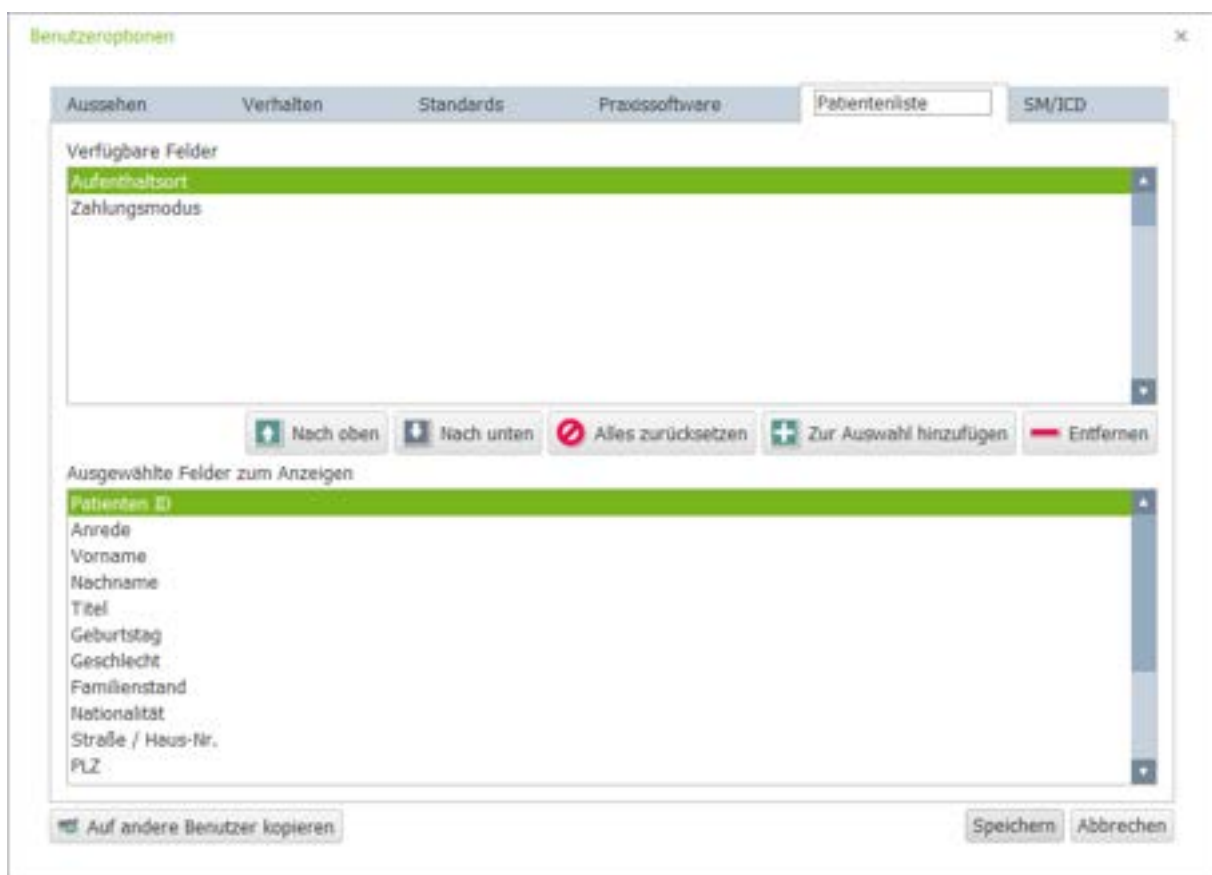 Benutzeroptionen
Aussehen Verhalten Standards Praxissoftware Patientenliste SM/ICD
Verfügbare Felder
Aufenthaltsort
Zahlungsmodus
Nach oben Nach unten Alles zurücksetzen Zur Auswahl hinzufügen Entfernen
Ausgewählte Felder zum Anzeigen
Patienten ID
Anrede
Vorname
Nachname
Titel
Geburtstag
Geschlecht
Familienstand
Nationalität
Straße / Haus-Nr.
PLZ
Auf andere Benutzer kopieren Speichern Abbrechen